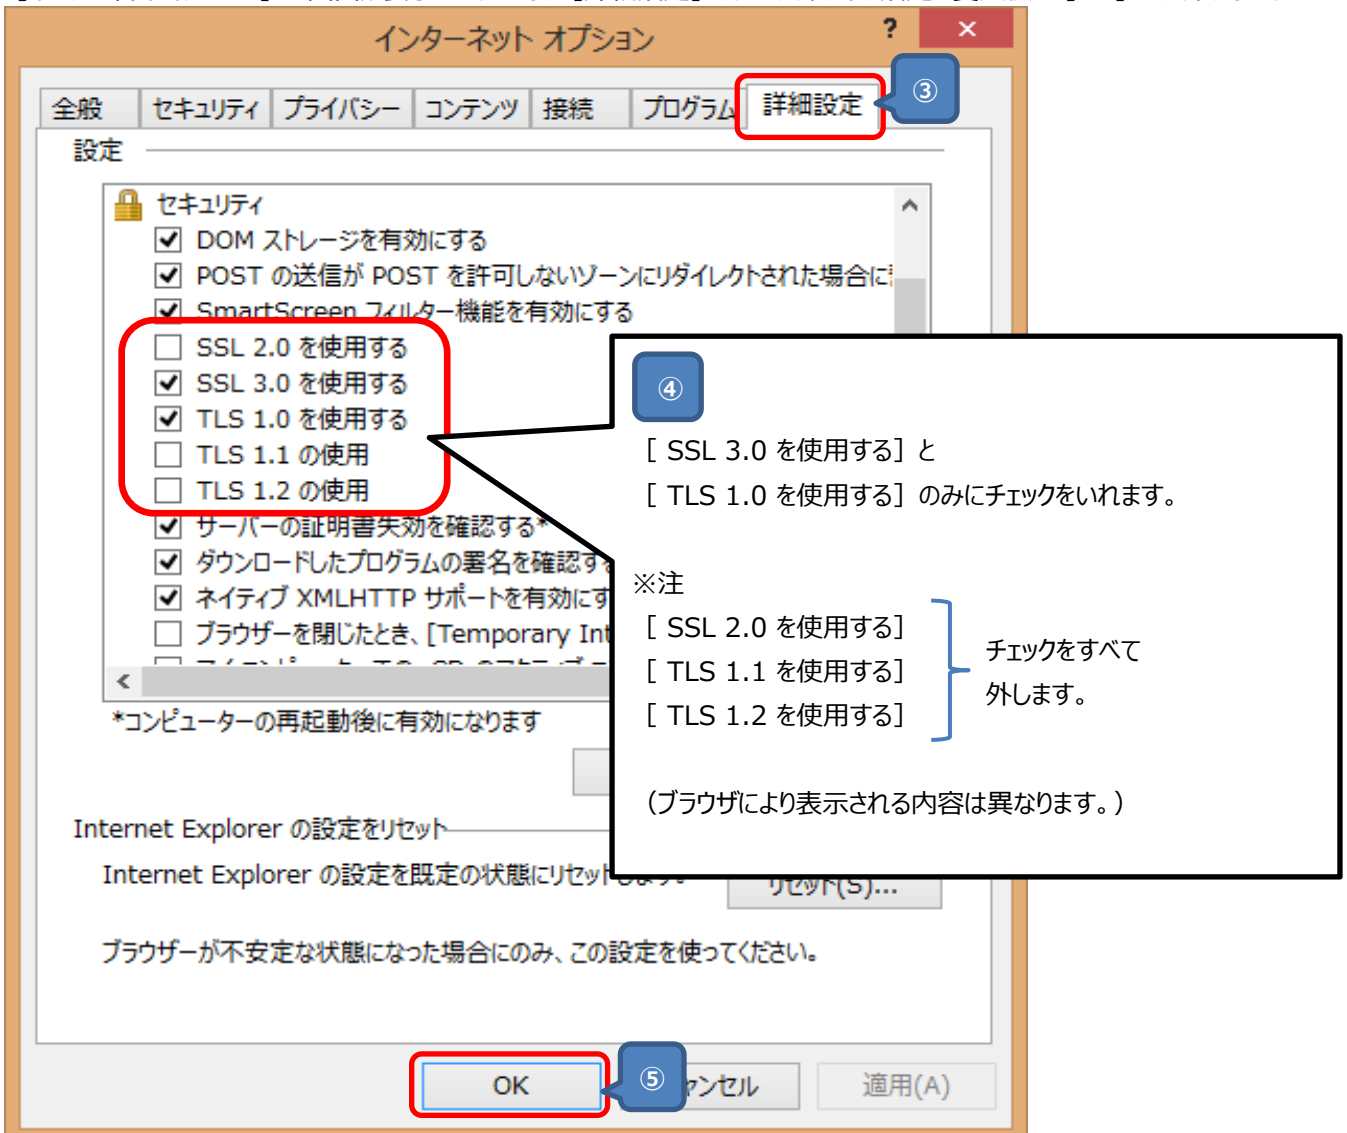 インターネット オプション
?
×
全般
セキュリティ
プライバシー
コンテンツ
接続
プログラム
詳細設定
③
設定
セキュリティ
DOM ストレージを有効にする
POST の送信が POST を許可しないゾーンにリダイレクトされた場合に
SmartScreen フィルター機能を有効にする
SSL 2.0 を使用する
SSL 3.0 を使用する
TLS 1.0 を使用する
TLS 1.1 の使用
TLS 1.2 の使用
サーバーの証明書失効を確認する*
ダウンロードしたプログラムの署名を確認す
ネイティブ XMLHTTP サポートを有効にす
ブラウザーを閉じたとき、[Temporary Int
*コンピューターの再起動後に有効になります
④
[ SSL 3.0 を使用する] と
[ TLS 1.0 を使用する] のみにチェックをいれます。
※注
[ SSL 2.0 を使用する]
[ TLS 1.1 を使用する]
[ TLS 1.2 を使用する]
チェックをすべて
外します。
（ブラウザにより表示される内容は異なります。）
Internet Explorer の設定をリセット
Internet Explorer の設定を既定の状態にリセットします。
リセット(S)...
ブラウザーが不安定な状態になった場合にのみ、この設定を使ってください。
OK
⑤
ャンセル
適用(A)